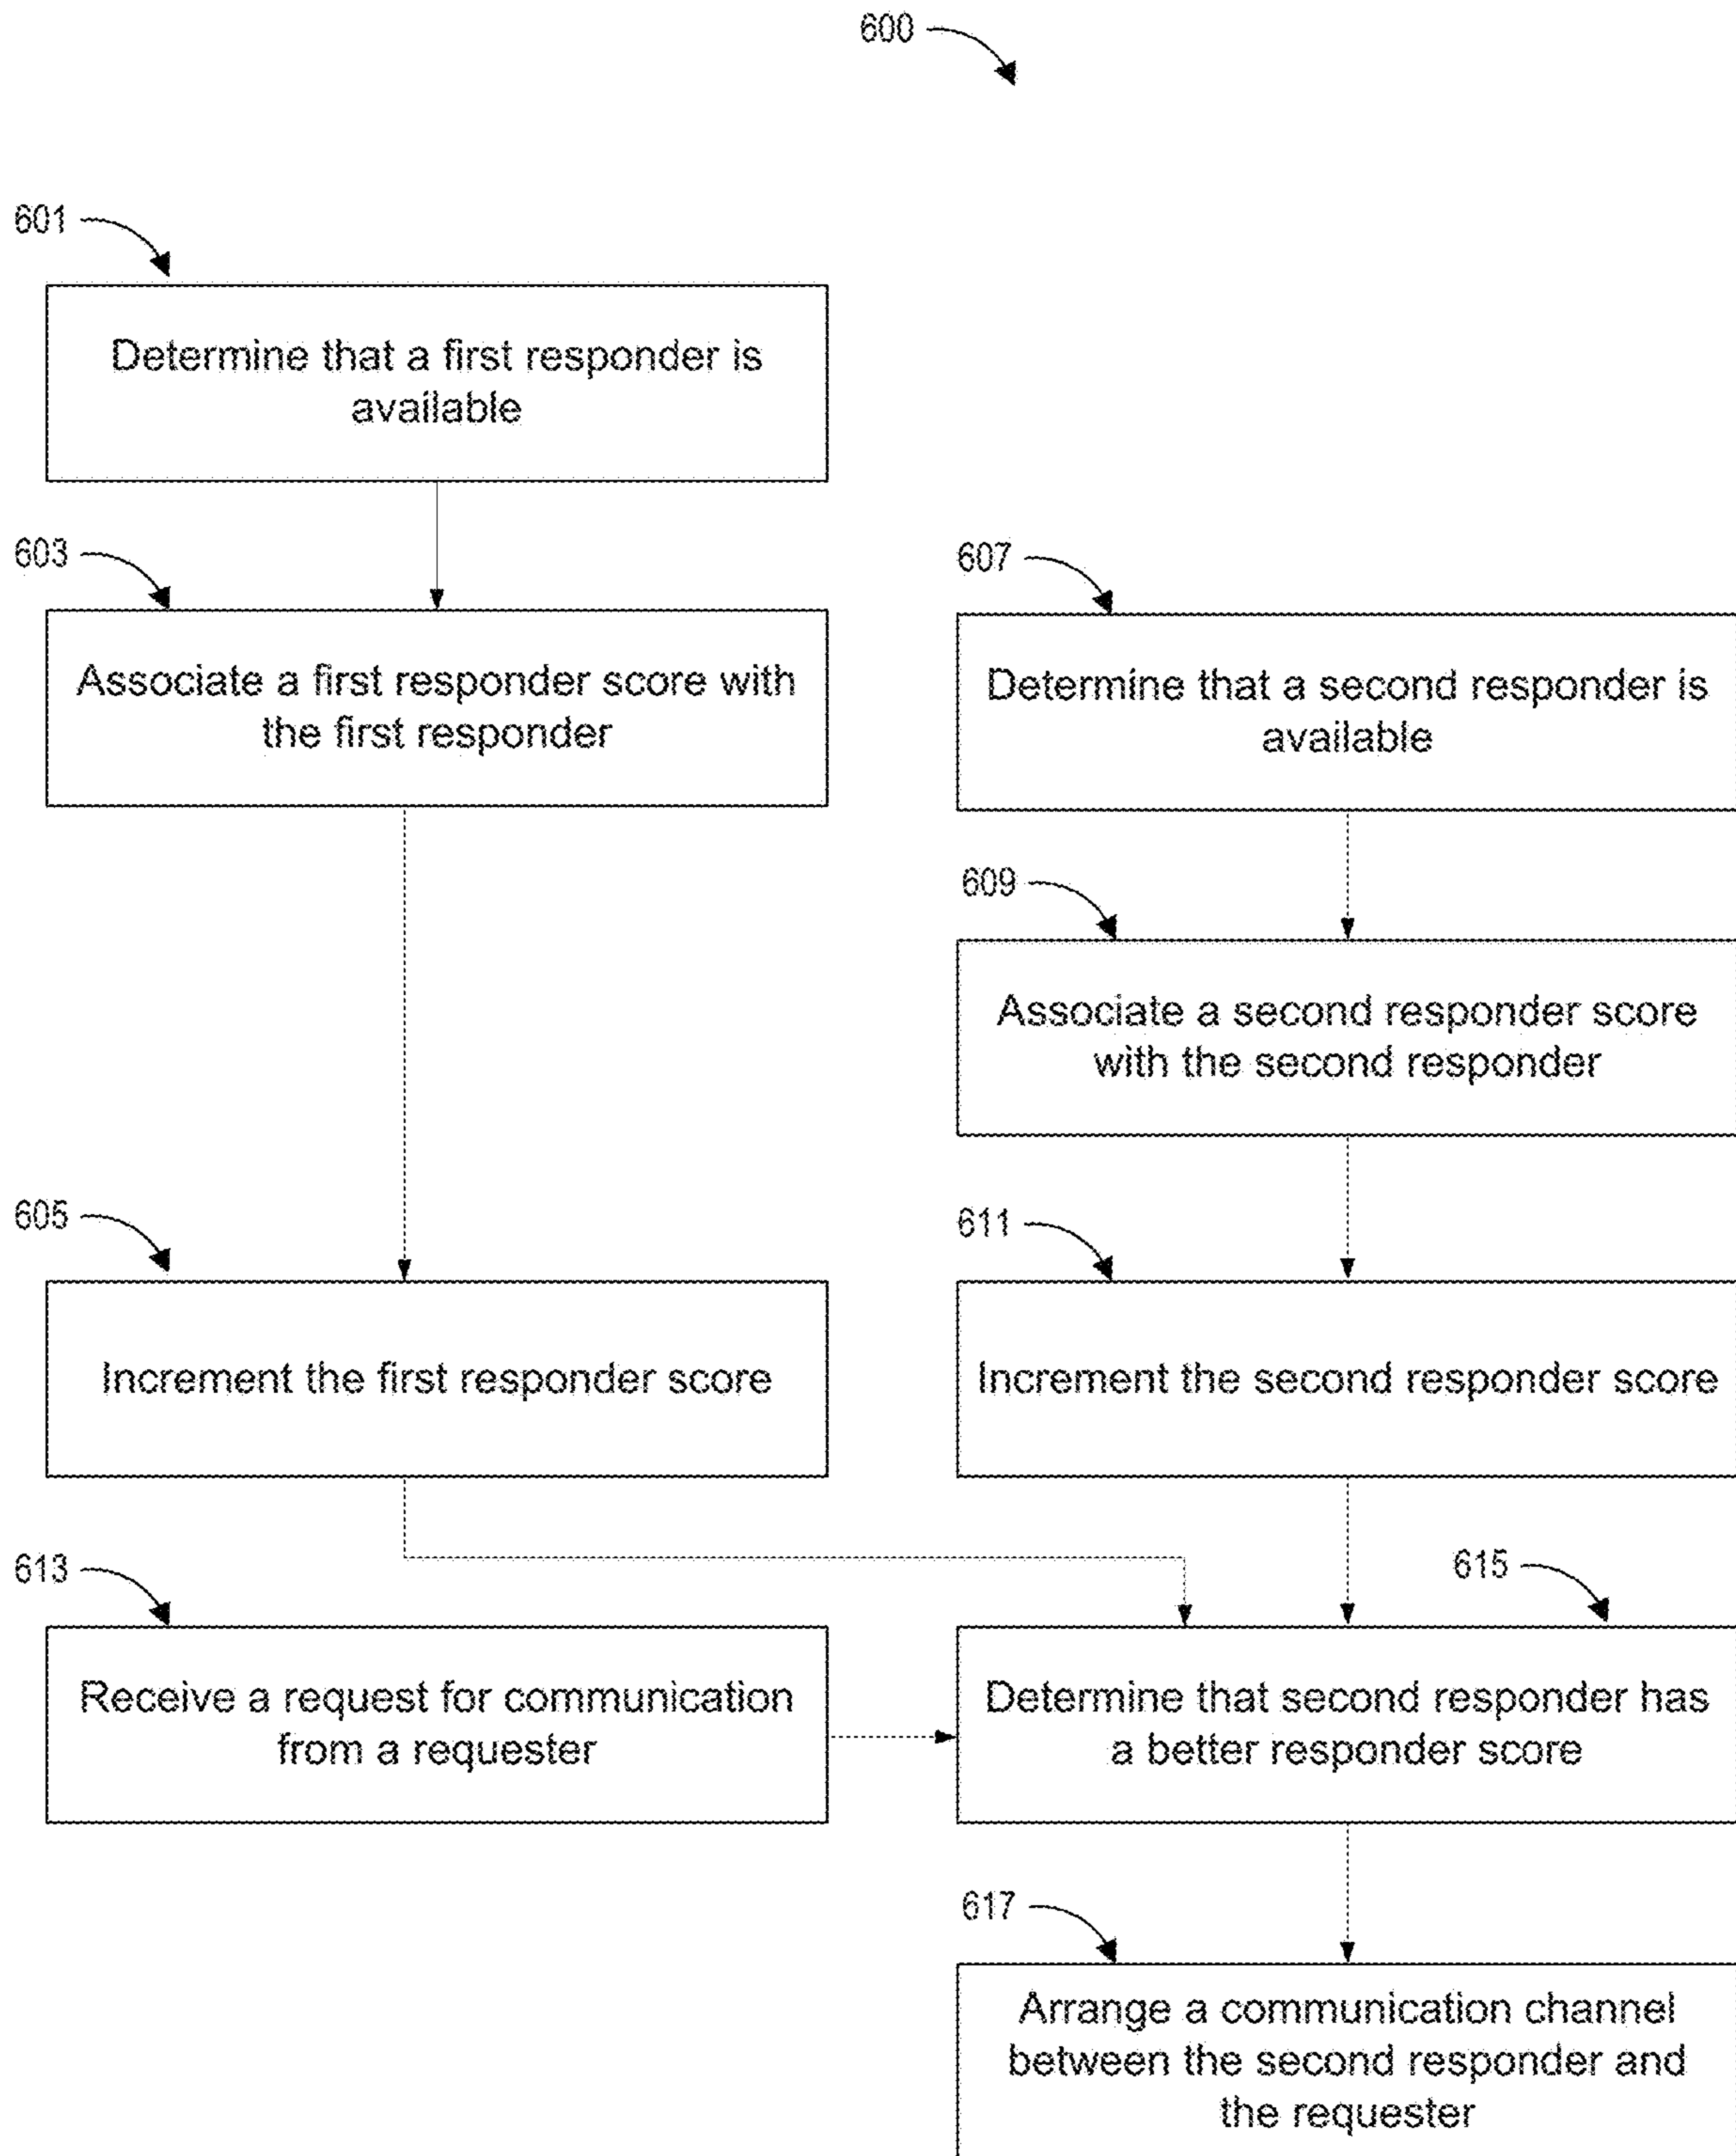 600
601
Determine that a first responder is
available
603
Associate a first responder score with
the first responder
607
Determine that a second responder is
available
609
Associate a second responder score
with the second responder
605
Increment the first responder score
611
Increment the second responder score
613
Receive a request for communication
from a requester
615
Determine that second responder has
a better responder score
617
Arrange a communication channel
between the second responder and
the requester